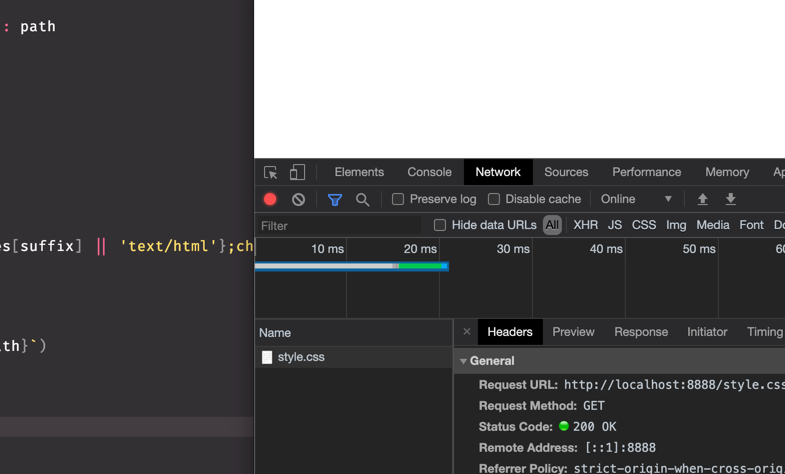 : path
es[suffix] || 'text/html'};ch
ath}`)
Elements Console Network Sources Performance Memory Ap
Preserve log Disable cache Online
Filter Hide data URLs All XHR JS CSS Img Media Font Do
10 ms 20 ms 30 ms 40 ms 50 ms 60
Name × Headers Preview Response Initiator Timing
style.css
General
Request URL: http://localhost:8888/style.css
Request Method: GET
Status Code: 200 OK
Remote Address: [::1]:8888
Referrer Policy: strict-origin-when-cross-orig